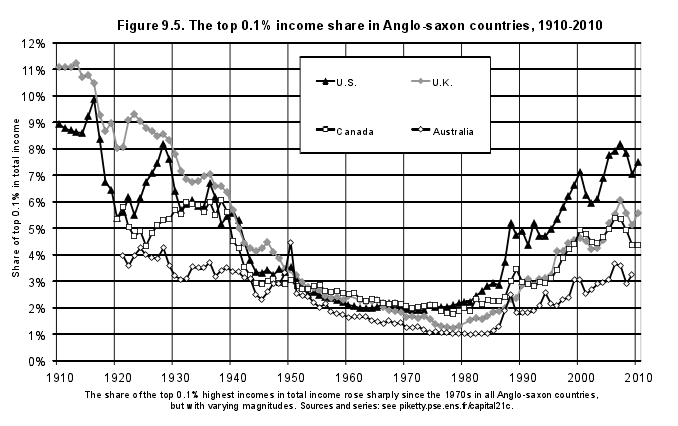 Figure 9.5. The top 0.1% income share in Anglo-saxon countries, 1910-2010
12%
11%
10%
9%
8%
7%
6%
5%
4%
3%
2%
1%
0%
Share of top 0.1% in total income
U.S.
U.K.
Canada
Australia
1910 1920 1930 1940 1950 1960 1970 1980 1990 2000 2010
The share of the top 0.1% highest incomes in total income rose sharply since the 1970s in all Anglo-saxon countries,
but with varying magnitudes. Sources and series: see piketty.pse.ens.fr/capital21c.